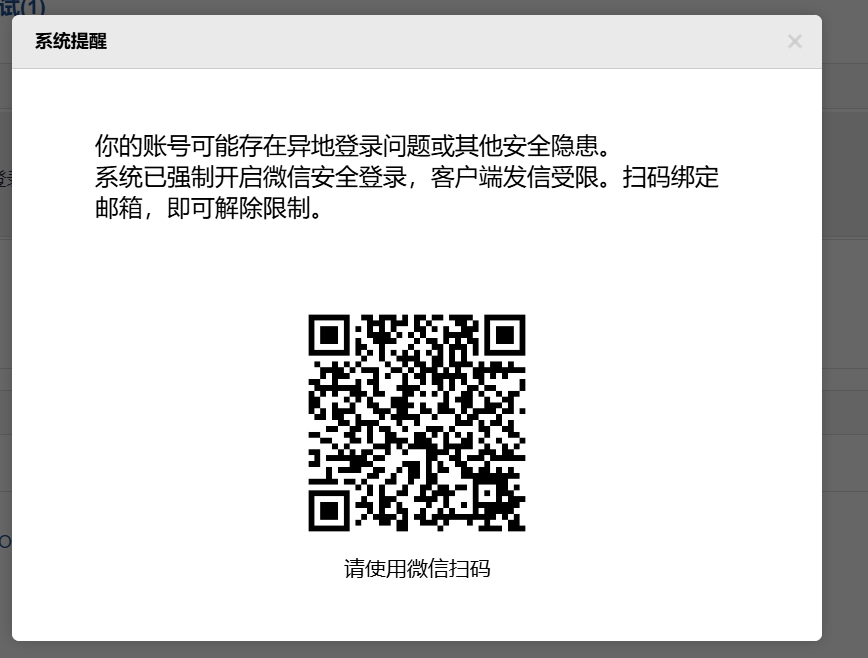 试(1)
系统提醒
你的账号可能存在异地登录问题或其他安全隐患。
系统已强制开启微信安全登录，客户端发信受限。扫码绑定
邮箱，即可解除限制。
请使用微信扫码